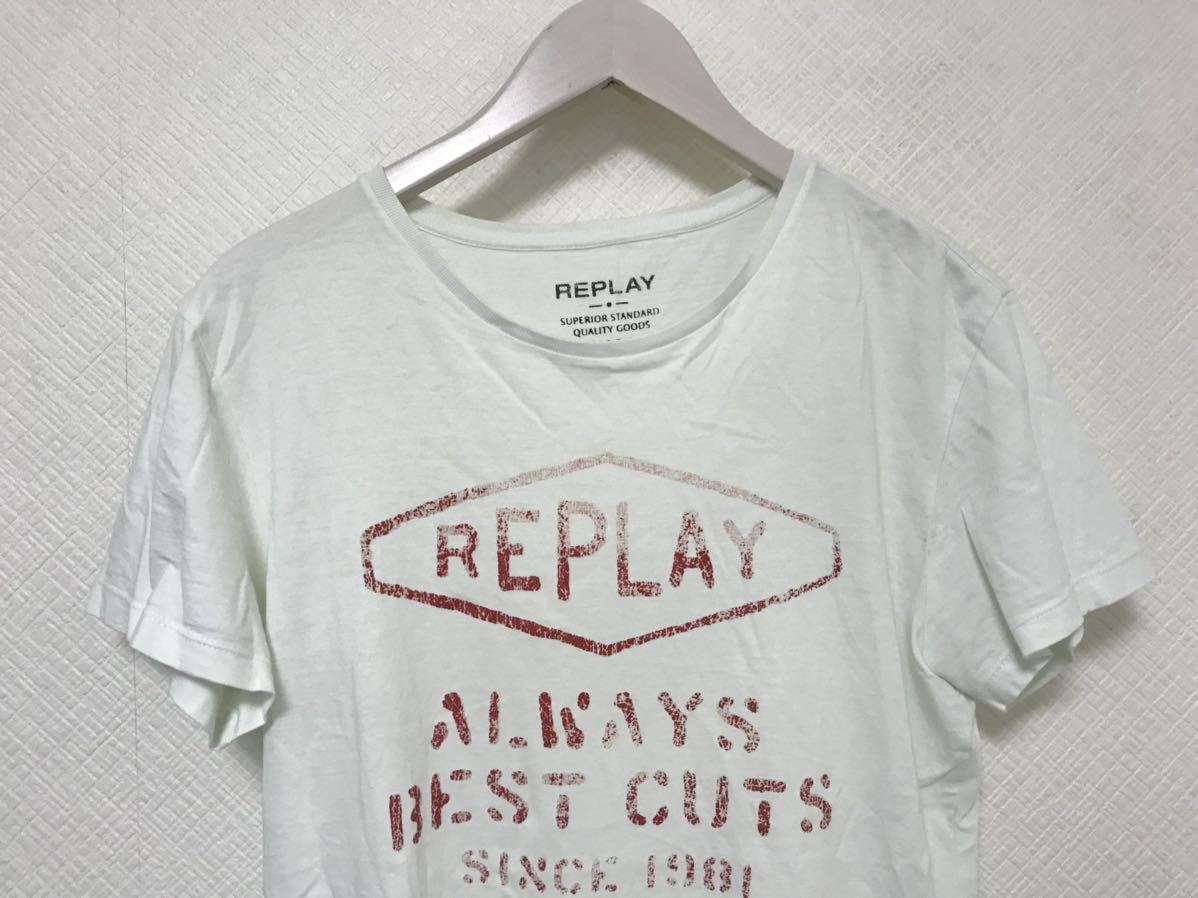 REPLAY
SUPERIOR STANDARD
QUALITY GOODS
REPLAY
ALWAYS
BEST CUTS
SINCE 1981